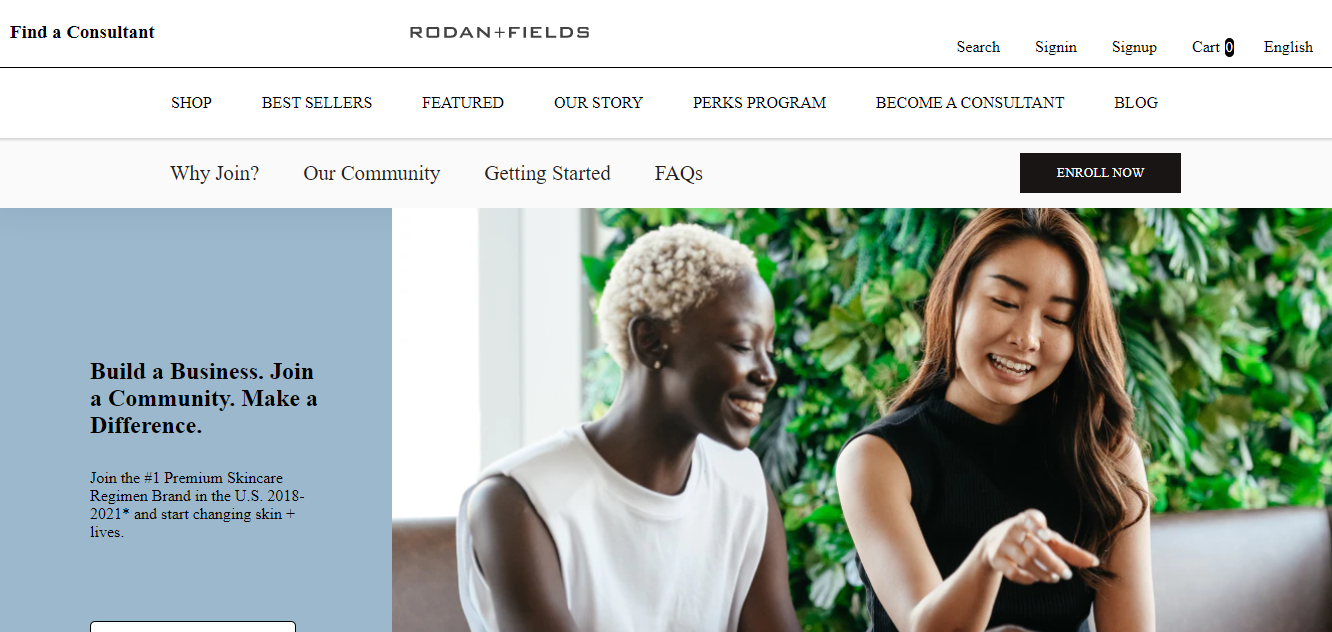 Find a Consultant
RODAN+FIELDS
Search Signin Signup Cart 0 English
SHOP BEST SELLERS FEATURED OUR STORY PERKS PROGRAM BECOME A CONSULTANT BLOG
Why Join? Our Community Getting Started FAQs ENROLL NOW
Build a Business. Join
a Community. Make a
Difference.
Join the #1 Premium Skincare
Regimen Brand in the U.S. 2018-
2021* and start changing skin +
lives.